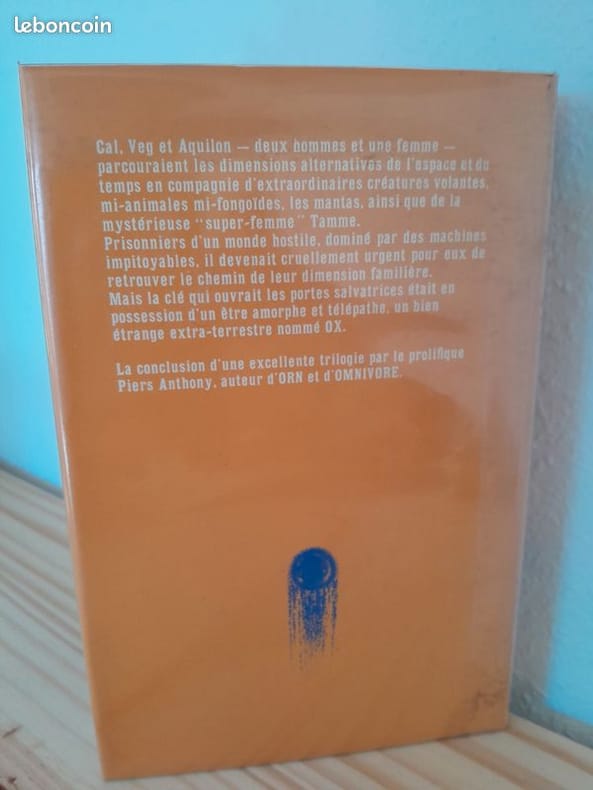 leboncoin
Cal, Veg et Aquilon — deux hommes et une femme —
parcouraient les dimensions alternatives de l'espace et du
temps en compagnie d'extraordinaires créatures volantes,
mi-animales mi-fongoïdes, les mantas, ainsi que de la
mystérieuse "super-femme" Tamme.
Prisonniers d'un monde hostile, dominé par des machines
impitoyables, il devenait cruellement urgent pour eux de
retrouver le chemin de leur dimension familière.
Mais la clé qui ouvrait les portes salvatrices était en
possession d'un être amorphe et télépathe, un bien
étrange extra-terrestre nommé OX.
La conclusion d'une excellente trilogie par le prolifique
Piers Anthony, auteur d'ORN et d'OMNIVORE.